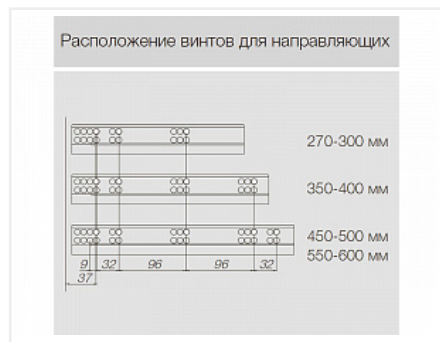 Расположение винтов для направляющих
270-300 мм
350-400 мм
450-500 мм
550-600 мм
9 32 96 96 32
37